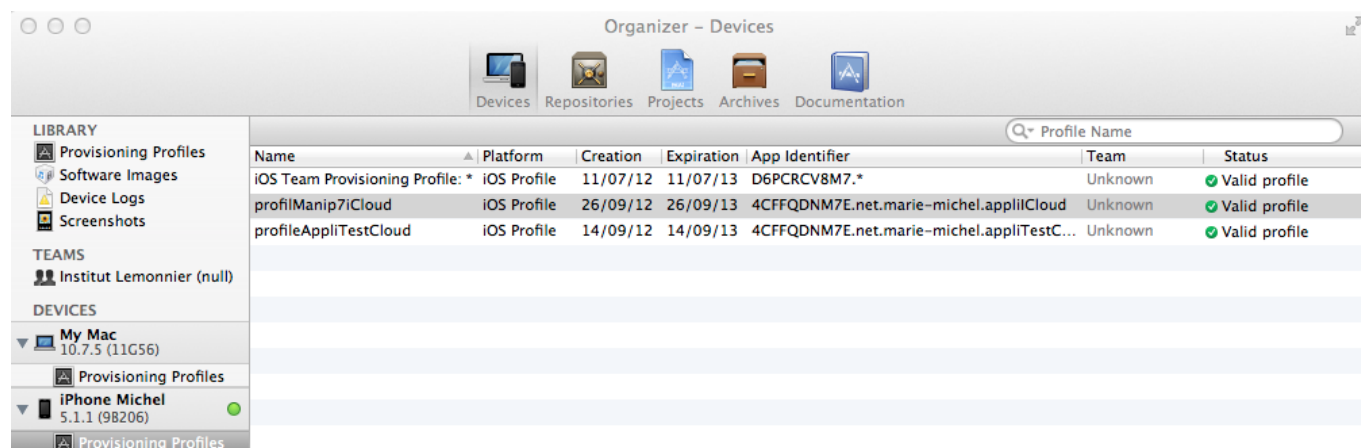 Organizer – Devices
Devices Repositories Projects Archives Documentation
LIBRARY
Provisioning Profiles
Software Images
Device Logs
Screenshots
TEAMS
Institut Lemonnier (null)
DEVICES
My Mac
10.7.5 (11G56)
Provisioning Profiles
iPhone Michel
5.1.1 (9B206)
Provisioning Profiles
Profile Name
Name Platform Creation Expiration App Identifier Team Status
iOS Team Provisioning Profile: * iOS Profile 11/07/12 11/07/13 D6PCRCV8M7.* Unknown Valid profile
profilManip7iCloud iOS Profile 26/09/12 26/09/13 4CFFQDNM7E.net.marie-michel.appliICloud Unknown Valid profile
profileAppliTestCloud iOS Profile 14/09/12 14/09/13 4CFFQDNM7E.net.marie-michel.appliTestC... Unknown Valid profile